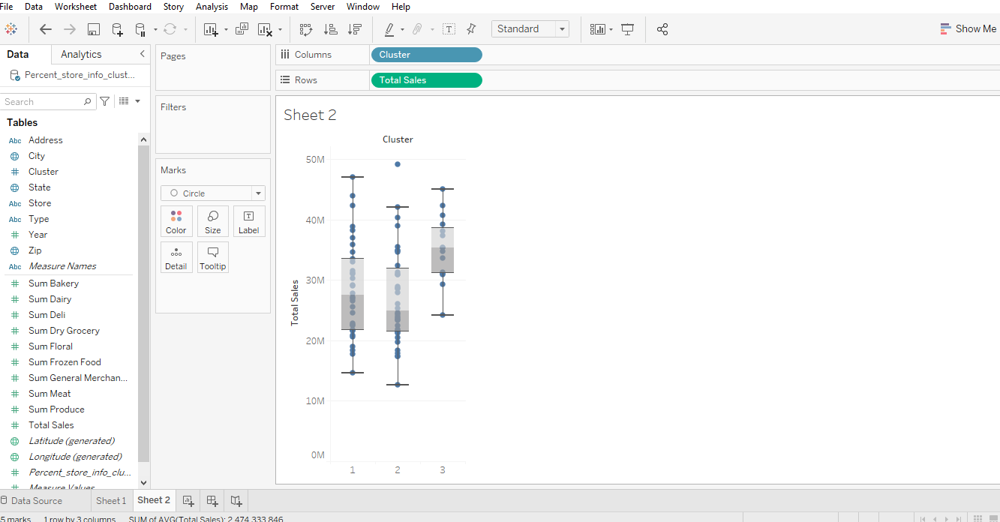 File Data Worksheet Dashboard Story Analysis Map Format Server Window Help
Standard
Show Me
Data Analytics
Percent_store_info_clust...
Search
Tables
Abc Address
City
Cluster
State
Abc Store
Abc Type
Year
Zip
Abc Measure Names
Sum Bakery
Sum Dairy
Sum Deli
Sum Dry Grocery
Sum Floral
Sum Frozen Food
Sum General Merchan...
Sum Meat
Sum Produce
Total Sales
Latitude (generated)
Longitude (generated)
Percent_store_info_clu...
Measure Values
Pages
Filters
Marks
Circle
Color Size Label
Detail Tooltip
Columns Cluster
Rows Total Sales
Sheet 2
Cluster
50M
40M
30M
20M
10M
0M
Total Sales
1 2 3
Data Source Sheet 1 Sheet 2
5 marks 1 row by 3 columns SUM of AVG(Total Sales): 2,474,333,846